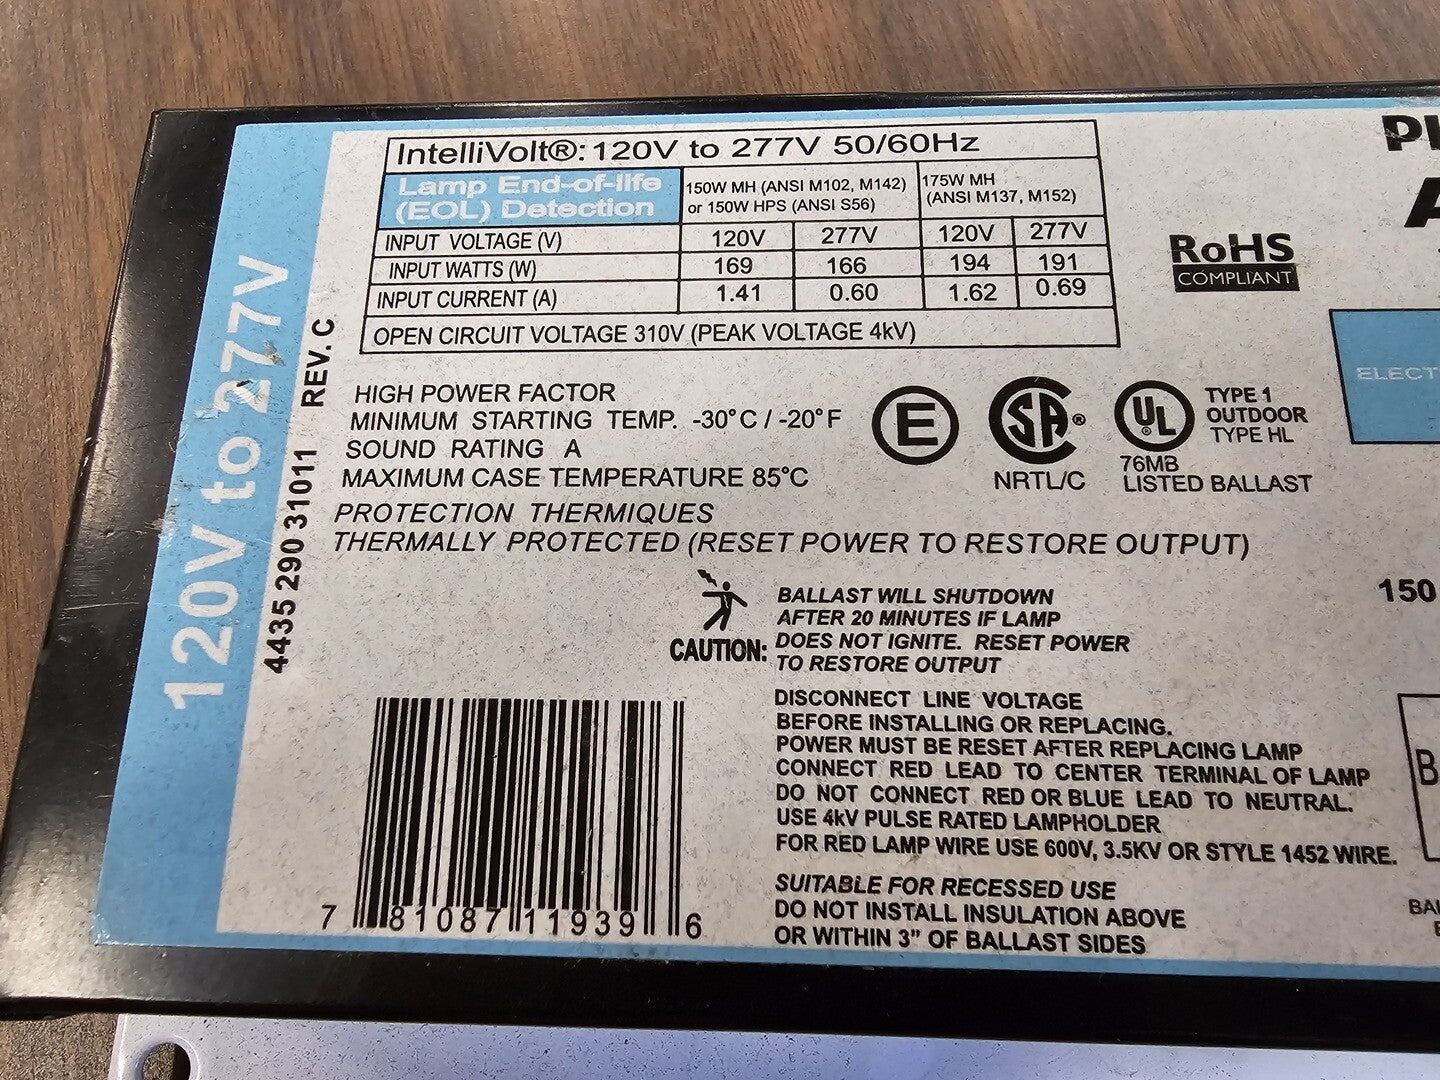 IntelliVolt®: 120V to 277V 50/60Hz
Lamp End-of-life
(EOL) Detection
150W MH (ANSI M102, M142)
or 150W HPS (ANSI S56)
175W MH
(ANSI M137, M152)
INPUT VOLTAGE (V) 120V 277V 120V 277V
INPUT WATTS (W) 169 166 194 191
INPUT CURRENT (A) 1.41 0.60 1.62 0.69
OPEN CIRCUIT VOLTAGE 310V (PEAK VOLTAGE 4kV)
RoHS
COMPLIANT
120V to 277V
4435 290 31011 REV. C
HIGH POWER FACTOR
MINIMUM STARTING TEMP. -30°C / -20°F
SOUND RATING A
MAXIMUM CASE TEMPERATURE 85°C
PROTECTION THERMIQUES
THERMALLY PROTECTED (RESET POWER TO RESTORE OUTPUT)
E
SA®
NRTL/C
UL®
TYPE 1
OUTDOOR
TYPE HL
76MB
LISTED BALLAST
ELECT
150
CAUTION:
BALLAST WILL SHUTDOWN
AFTER 20 MINUTES IF LAMP
DOES NOT IGNITE. RESET POWER
TO RESTORE OUTPUT
DISCONNECT LINE VOLTAGE
BEFORE INSTALLING OR REPLACING.
POWER MUST BE RESET AFTER REPLACING LAMP
CONNECT RED LEAD TO CENTER TERMINAL OF LAMP
DO NOT CONNECT RED OR BLUE LEAD TO NEUTRAL.
USE 4kV PULSE RATED LAMPHOLDER
FOR RED LAMP WIRE USE 600V, 3.5KV OR STYLE 1452 WIRE.
SUITABLE FOR RECESSED USE
DO NOT INSTALL INSULATION ABOVE
OR WITHIN 3" OF BALLAST SIDES
7 81087 11939 6